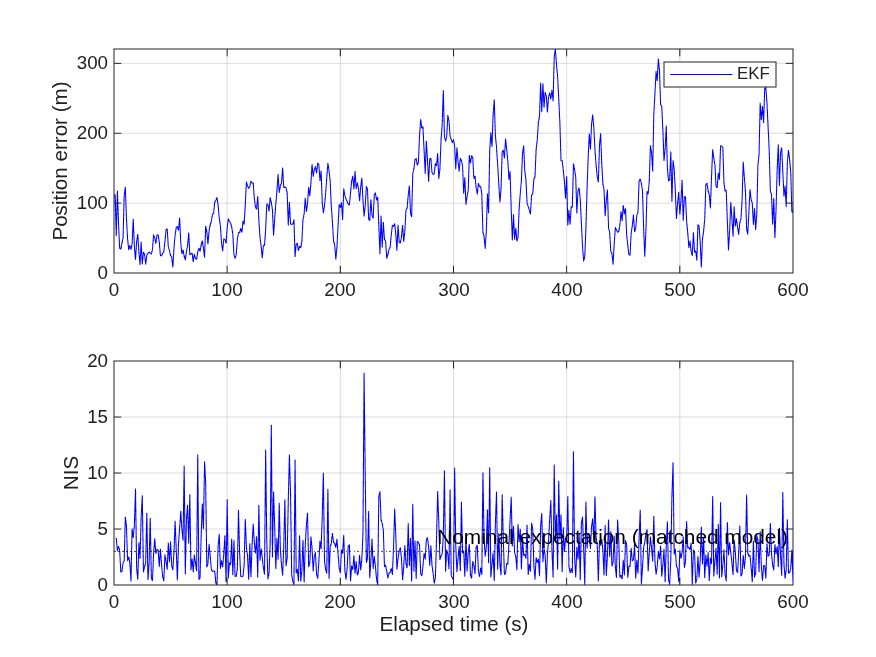 300
200
100
0
0 100 200 300 400 500 600
Position error (m)
EKF
20
15
10
5
0
0 100 200 300 400 500 600
NIS
Nominal expectation (matched model)
Elapsed time (s)